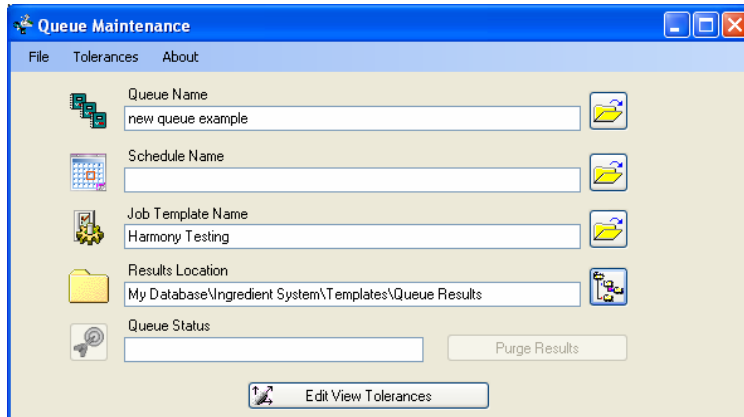 Queue Maintenance
File Tolerances About
Queue Name
new queue example
Schedule Name
Job Template Name
Harmony Testing
Results Location
My Database\Ingredient System\Templates\Queue Results
Queue Status
Purge Results
Edit View Tolerances